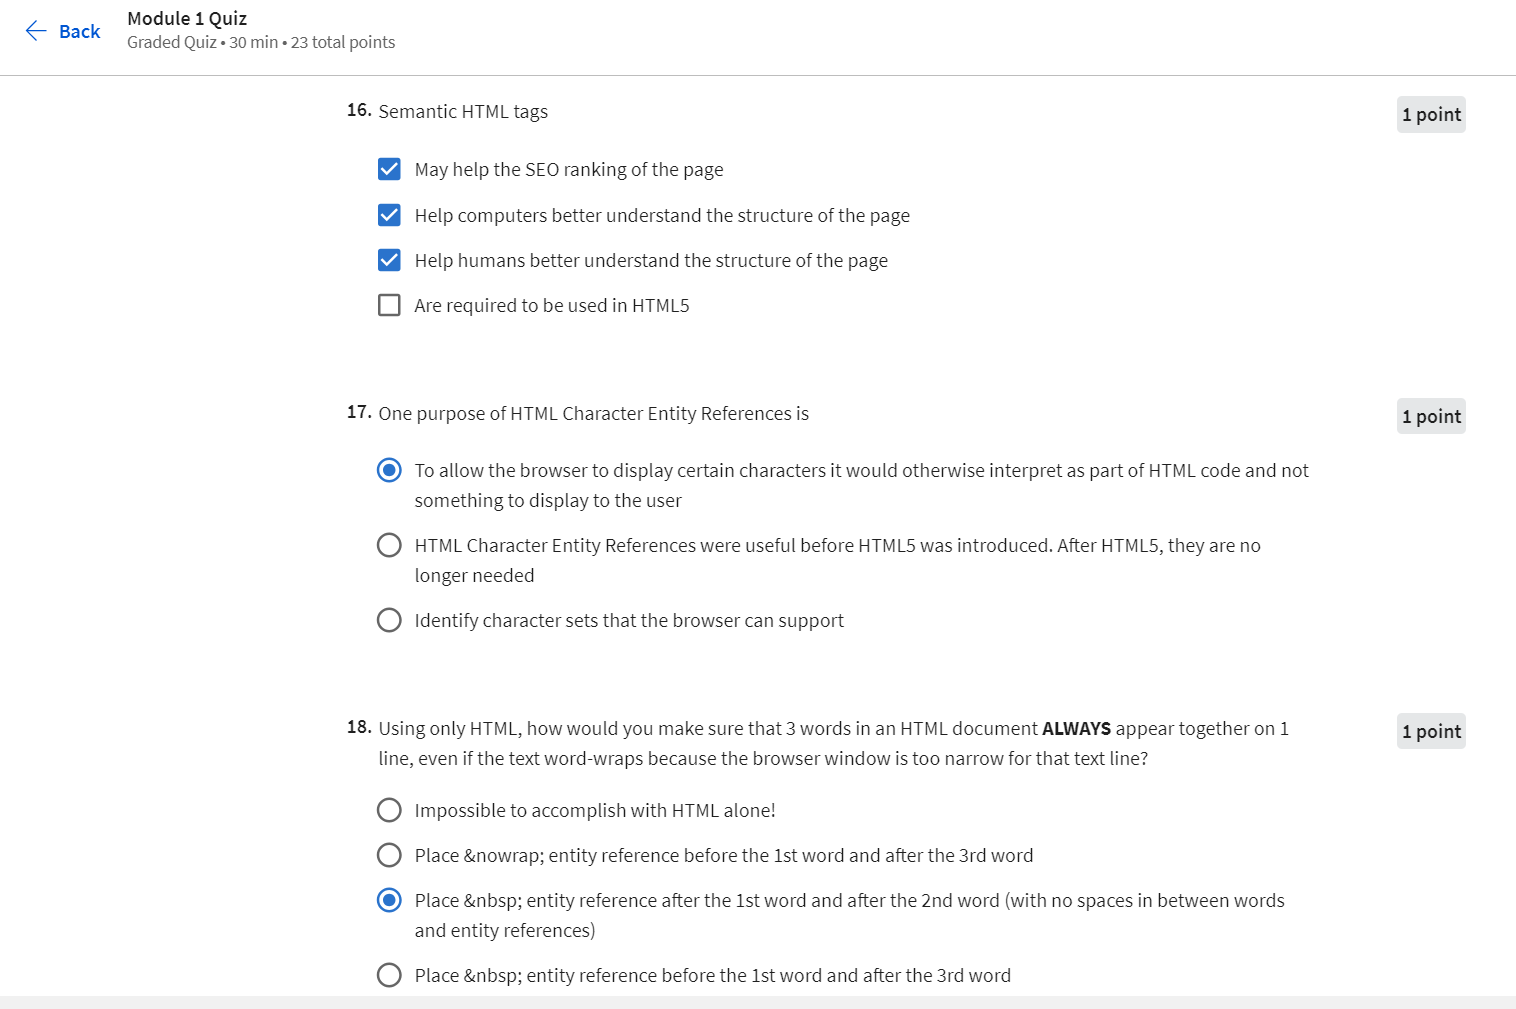 Back
Module 1 Quiz
Graded Quiz • 30 min • 23 total points
16. Semantic HTML tags
1 point
May help the SEO ranking of the page
Help computers better understand the structure of the page
Help humans better understand the structure of the page
Are required to be used in HTML5
17. One purpose of HTML Character Entity References is
1 point
To allow the browser to display certain characters it would otherwise interpret as part of HTML code and not
something to display to the user
HTML Character Entity References were useful before HTML5 was introduced. After HTML5, they are no
longer needed
Identify character sets that the browser can support
18. Using only HTML, how would you make sure that 3 words in an HTML document ALWAYS appear together on 1
1 point
line, even if the text word-wraps because the browser window is too narrow for that text line?
Impossible to accomplish with HTML alone!
Place &nowrap; entity reference before the 1st word and after the 3rd word
Place &nbsp; entity reference after the 1st word and after the 2nd word (with no spaces in between words
and entity references)
Place &nbsp; entity reference before the 1st word and after the 3rd word